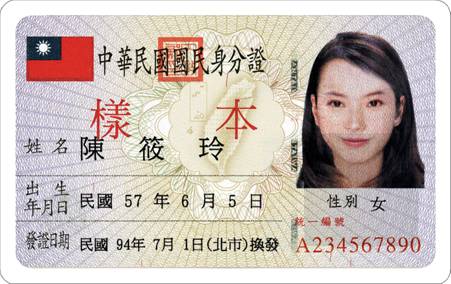 中華民國國民身分證
樣本
姓名 陳筱玲
出生年月日 民國 57 年 6 月 5 日
性別 女
統一編號
發證日期 民國 94年 7月 1日(北市)換發
A234567890